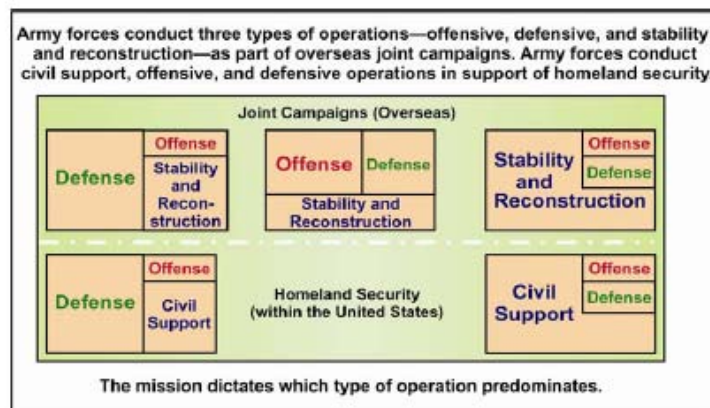 Army forces conduct three types of operations—offensive, defensive, and stability
and reconstruction—as part of overseas joint campaigns. Army forces conduct
civil support, offensive, and defensive operations in support of homeland security
Joint Campaigns (Overseas)
Defense
Offense
Stability
and
Recon-
struction
Offense
Defense
Stability and
Reconstruction
Stability
and
Reconstruction
Offense
Defense
Defense
Offense
Civil
Support
Homeland Security
(within the United States)
Civil
Support
Offense
Defense
The mission dictates which type of operation predominates.